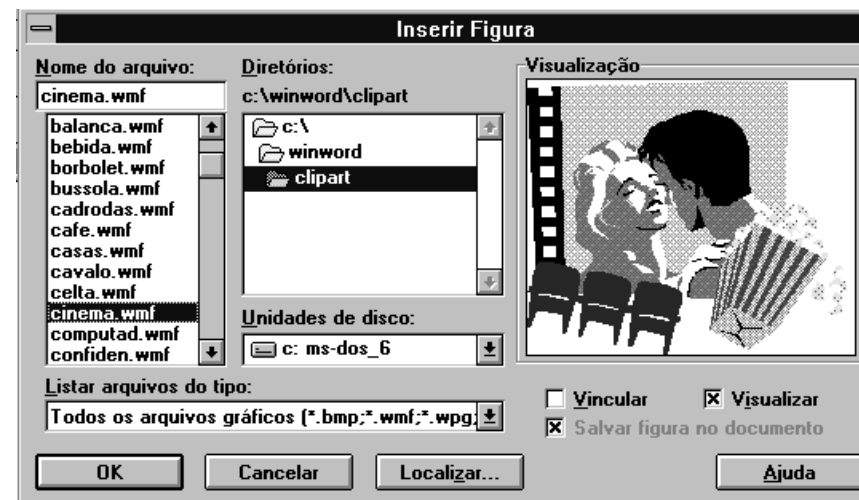 Inserir Figura
Nome do arquivo:
cinema.wmf
balanca.wmf
bebida.wmf
borbolet.wmf
bussola.wmf
cadrodas.wmf
cafe.wmf
casas.wmf
cavalo.wmf
celta.wmf
cinema.wmf
computad.wmf
confiden.wmf
Diretórios:
c:\winword\clipart
c:\
winword
clipart
Unidades de disco:
c: ms-dos_6
Visualização
Listar arquivos do tipo:
Todos os arquivos gráficos (*.bmp;*.wmf;*.wpg;
Vincular
Visualizar
Salvar figura no documento
OK
Cancelar
Localizar...
Ajuda